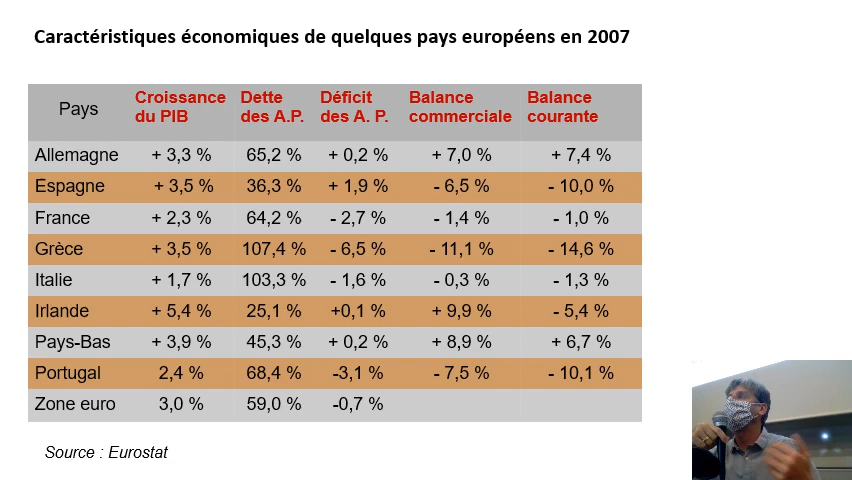 Caractéristiques économiques de quelques pays européens en 2007
Pays Croissance du PIB Dette des A.P. Déficit des A. P. Balance commerciale Balance courante
Allemagne + 3,3 % 65,2 % + 0,2 % + 7,0 % + 7,4 %
Espagne + 3,5 % 36,3 % + 1,9 % - 6,5 % - 10,0 %
France + 2,3 % 64,2 % - 2,7 % - 1,4 % - 1,0 %
Grèce + 3,5 % 107,4 % - 6,5 % - 11,1 % - 14,6 %
Italie + 1,7 % 103,3 % - 1,6 % - 0,3 % - 1,3 %
Irlande + 5,4 % 25,1 % +0,1 % + 9,9 % - 5,4 %
Pays-Bas + 3,9 % 45,3 % + 0,2 % + 8,9 % + 6,7 %
Portugal 2,4 % 68,4 % -3,1 % - 7,5 % - 10,1 %
Zone euro 3,0 % 59,0 % -0,7 %
Source : Eurostat